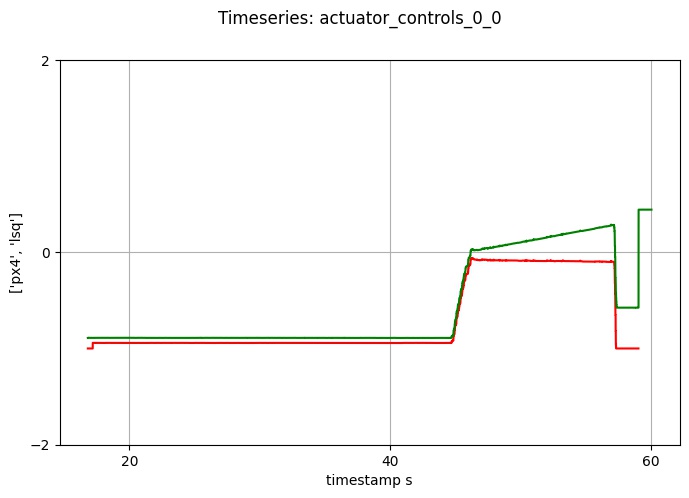 Timeseries: actuator_controls_0_0
2
0
−2
['px4', 'lsq']
20
40
60
timestamp s